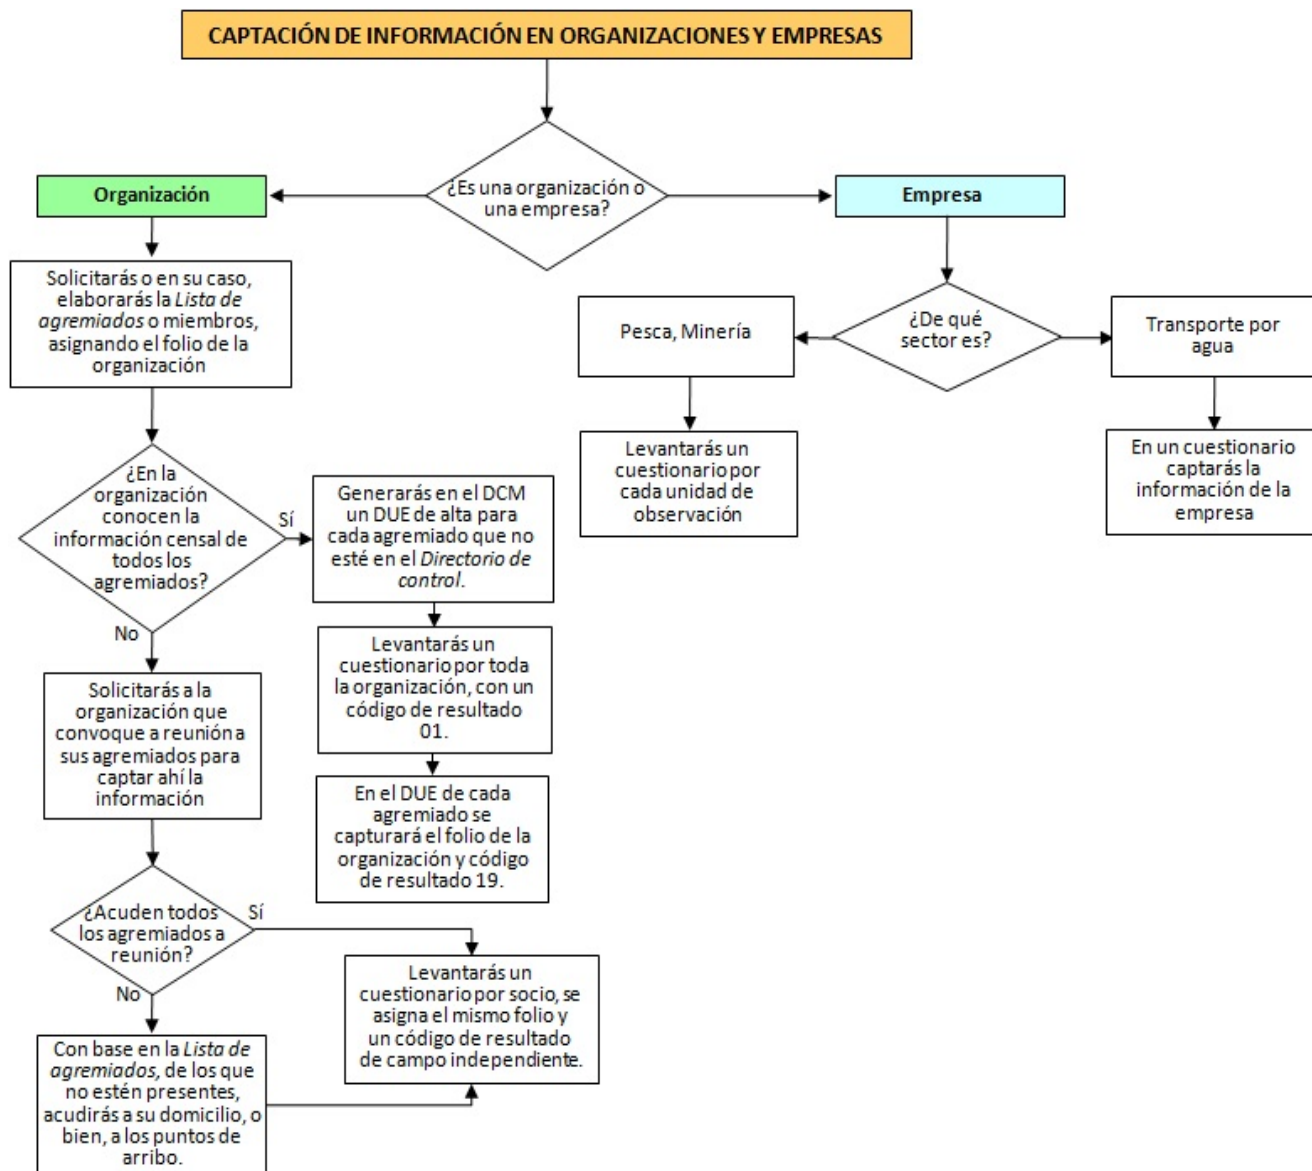 CAPTACIÓN DE INFORMACIÓN EN ORGANIZACIONES Y EMPRESAS
¿Es una organización o
una empresa?
Organización
Empresa
Solicitarás o en su caso,
elaborarás la Lista de
agremiados o miembros,
asignando el folio de la
organización
¿De qué
sector es?
Pesca, Minería
Transporte por
agua
Levantarás un
cuestionario por
cada unidad de
observación
En un cuestionario
captarás la
información de la
empresa
¿En la
organización
conocen la
información censal de
todos los
agremiados?
Sí
Generarás en el DCM
un DUE de alta para
cada agremiado que no
esté en el Directorio de
control.
No
Levantarás un
cuestionario por toda
la organización, con un
código de resultado
01.
Solicitarás a la
organización que
convoque a reunión a
sus agremiados para
captar ahí la
información
En el DUE de cada
agremiado se
capturará el folio de la
organización y código
de resultado 19.
¿Acuden todos
los agremiados a
reunión?
Sí
No
Levantarás un
cuestionario por socio, se
asigna el mismo folio y
un código de resultado
de campo independiente.
Con base en la Lista de
agremiados, de los que
no estén presentes,
acudirás a su domicilio, o
bien, a los puntos de
arribo.